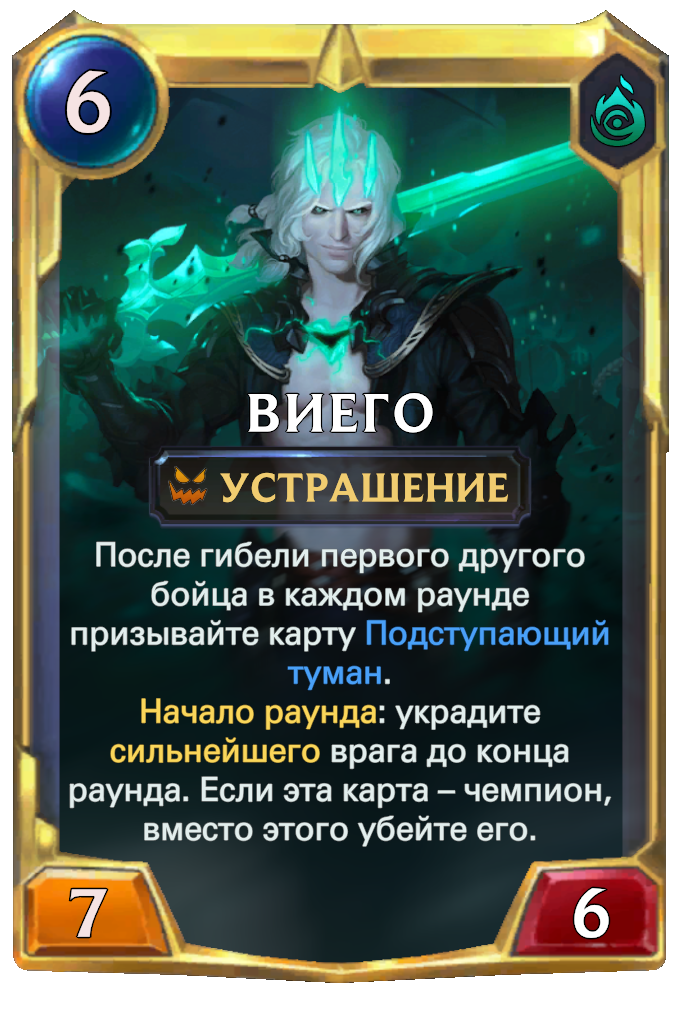 6
ВИЕГО
УСТРАШЕНИЕ
После гибели первого другого
бойца в каждом раунде
призывайте карту Подступающий
туман.
Начало раунда: украдите
сильнейшего врага до конца
раунда. Если эта карта – чемпион,
вместо этого убейте его.
7
6